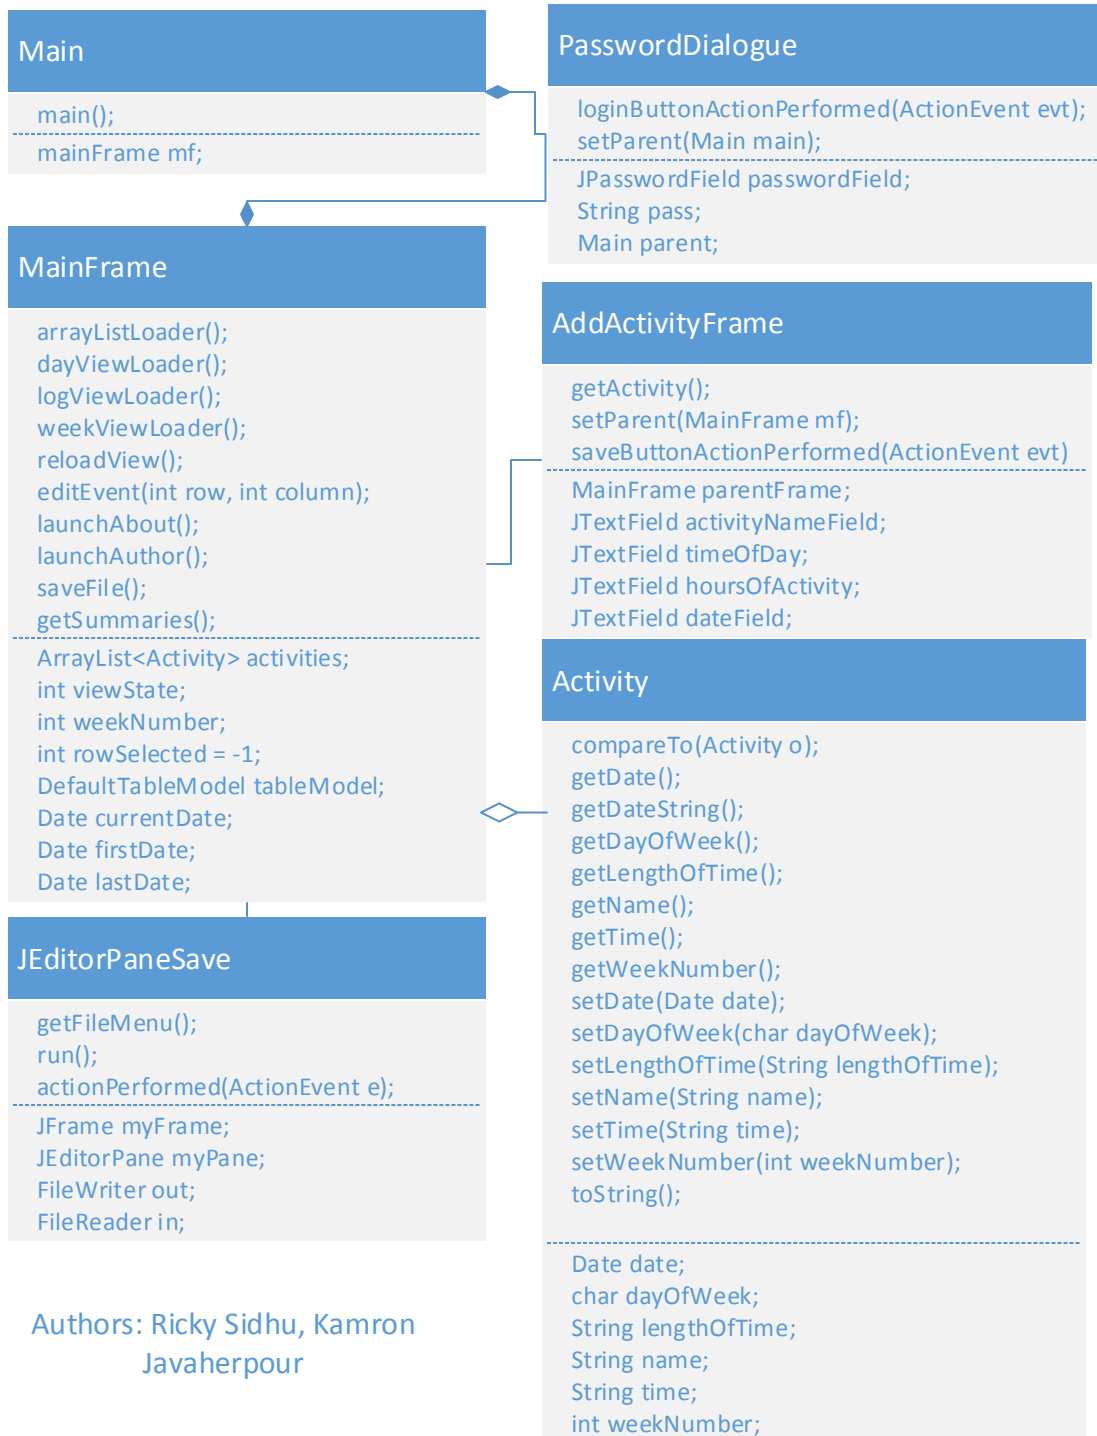 Main
main();
mainFrame mf;
PasswordDialogue
loginButtonActionPerformed(ActionEvent evt);
setParent(Main main);
JPasswordField passwordField;
String pass;
Main parent;
MainFrame
arrayListLoader();
dayViewLoader();
logViewLoader();
weekViewLoader();
reloadView();
editEvent(int row, int column);
launchAbout();
launchAuthor();
saveFile();
getSummaries();
ArrayList<Activity> activities;
int viewState;
int weekNumber;
int rowSelected = -1;
DefaultTableModel tableModel;
Date currentDate;
Date firstDate;
Date lastDate;
AddActivityFrame
getActivity();
setParent(MainFrame mf);
saveButtonActionPerformed(ActionEvent evt)
MainFrame parentFrame;
JTextField activityNameField;
JTextField timeOfDay;
JTextField hoursOfActivity;
JTextField dateField;
Activity
compareTo(Activity o);
getDate();
getDateString();
getDayOfWeek();
getLengthOfTime();
getName();
getTime();
getWeekNumber();
setDate(Date date);
setDayOfWeek(char dayOfWeek);
setLengthOfTime(String lengthOfTime);
setName(String name);
setTime(String time);
setWeekNumber(int weekNumber);
toString();
Date date;
char dayOfWeek;
String lengthOfTime;
String name;
String time;
int weekNumber;
JEditorPaneSave
getFileMenu();
run();
actionPerformed(ActionEvent e);
JFrame myFrame;
JEditorPane myPane;
FileWriter out;
FileReader in;
Authors: Ricky Sidhu, Kamron
Javaherpour